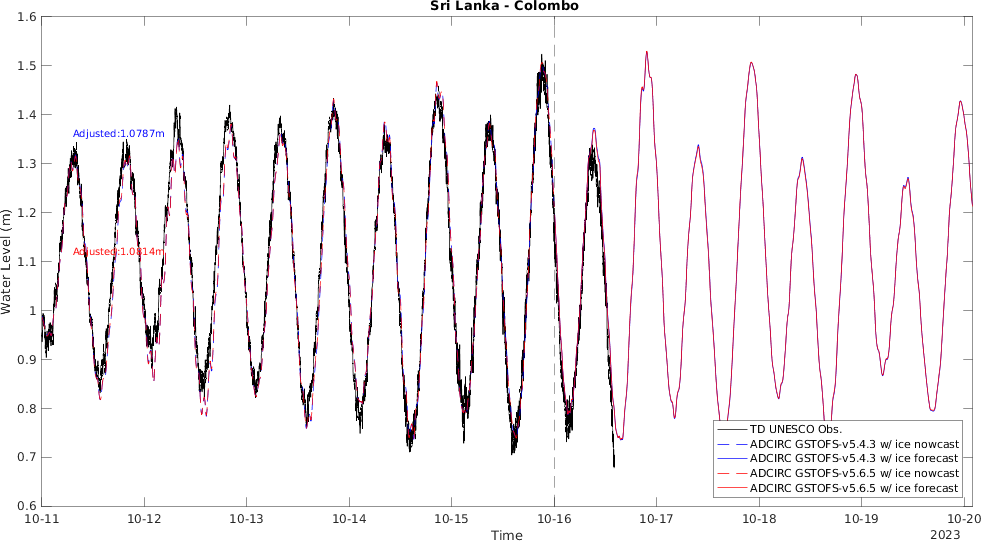 Sri Lanka - Colombo
1.6
1.5
1.4
1.3
1.2
1.1
1
0.9
0.8
0.7
0.6
Water Level (m)
Adjusted:1.0787m
Adjusted:1.0814m
TD UNESCO Obs.
ADCIRC GSTOFS-v5.4.3 w/ ice nowcast
ADCIRC GSTOFS-v5.4.3 w/ ice forecast
ADCIRC GSTOFS-v5.6.5 w/ ice nowcast
ADCIRC GSTOFS-v5.6.5 w/ ice forecast
10-11 10-12 10-13 10-14 10-15 10-16 10-17 10-18 10-19 10-20
Time
2023